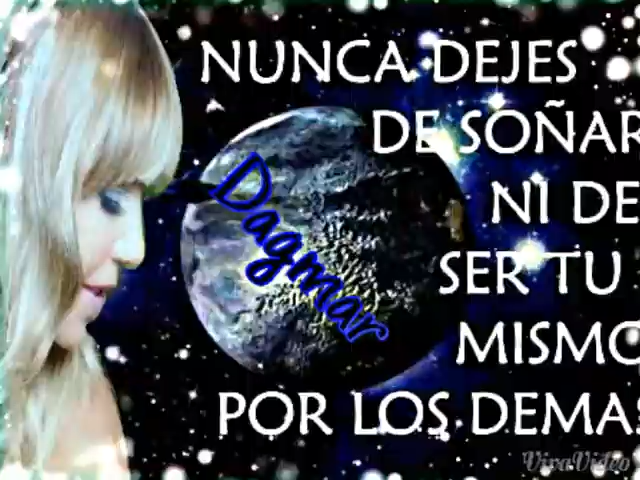 NUNCA DEJES
DE SOÑAR
NI DE
SER TU
MISMO
POR LOS DEMAS
Dagmar
VivaVideo